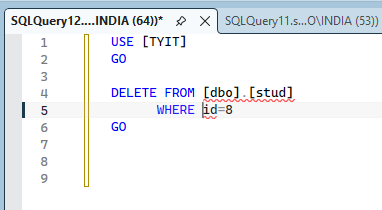 SQLQuery12....INDIA (64))*
SQLQuery11.s...O\INDIA (53))
1 USE [TYIT]
2 GO
3
4 DELETE FROM [dbo].[stud]
5 WHERE id=8
6 GO
7
8
9